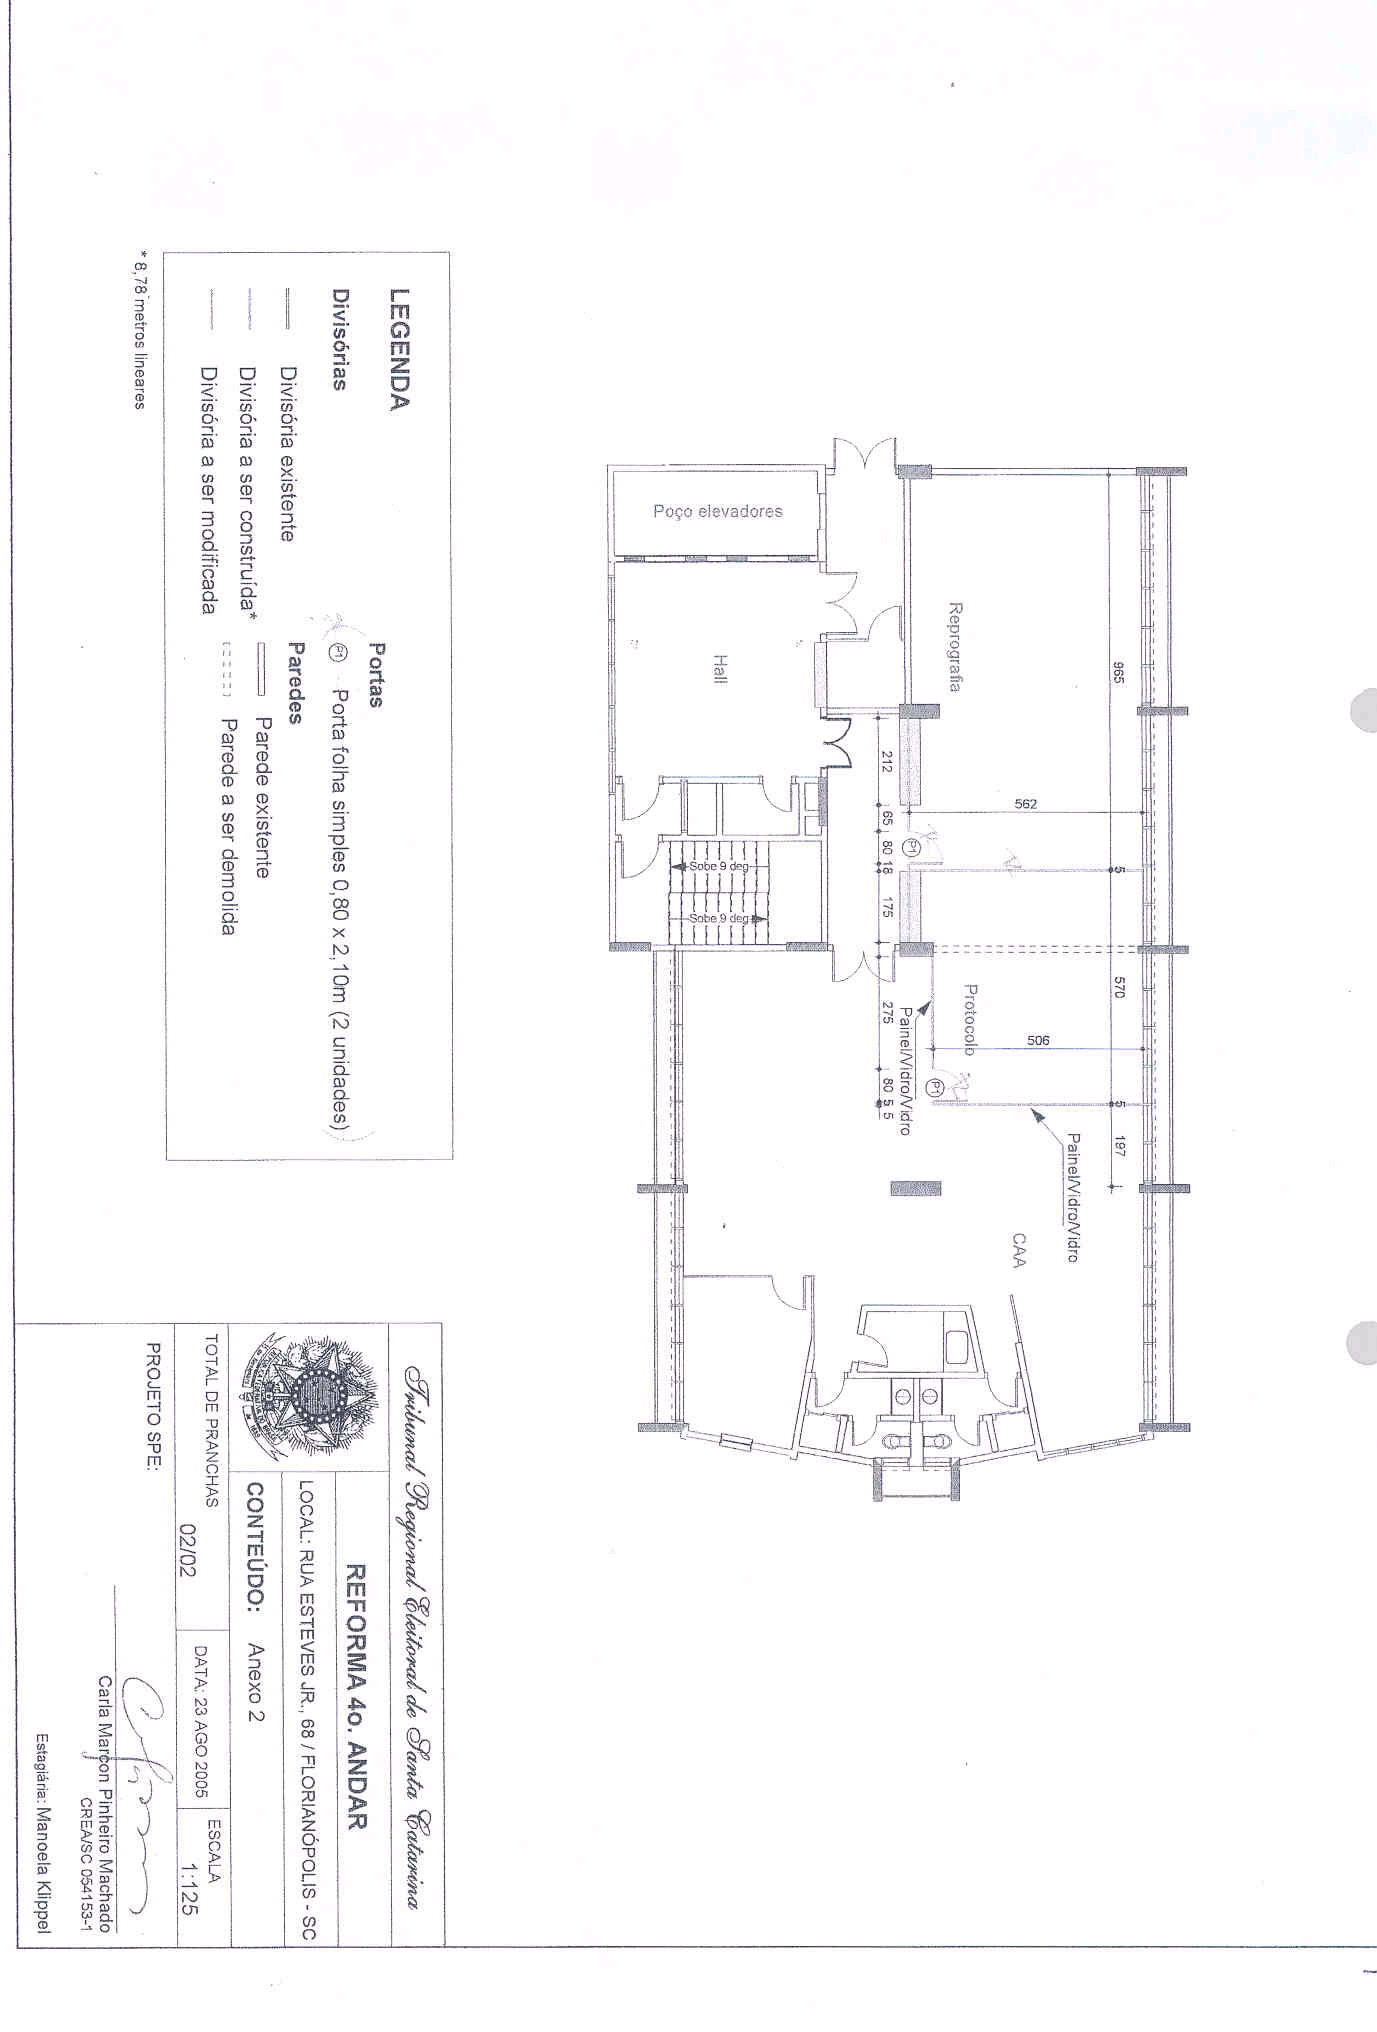 Poço elevadores
Reprografia
Hall
965
212
65
80
18
175
562
5
Sobe 9 deg
Sobe 9 deg
570
Protocolo
Painel/Vidro/Vidro
275
506
P1
P1
80
5
5
5
197
Painel/Vidro/Vidro
CAA
LEGENDA
Divisórias
Divisória existente
Divisória a ser construída*
Divisória a ser modificada
Portas
P1 Porta folha simples 0,80 x 2,10m (2 unidades)
Paredes
Parede existente
Parede a ser demolida
* 8,78 metros lineares
Tribunal Regional Eleitoral de Santa Catarina
REFORMA 4o. ANDAR
LOCAL: RUA ESTEVES JR., 68 / FLORIANÓPOLIS - SC
CONTEÚDO: Anexo 2
TOTAL DE PRANCHAS
02/02
DATA: 23 AGO 2005
ESCALA
1:125
PROJETO SPE:
Carla Marcon Pinheiro Machado
CREA/SC 054153-1
Estagiária: Manoela Klippel